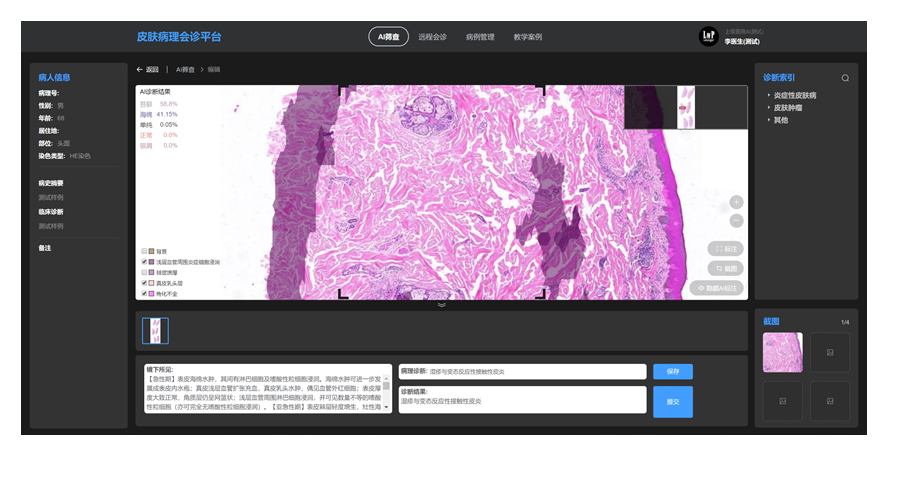 皮肤病理会诊平台
AI筛查 远程会诊 病例管理 教学案例
李医生(测试)
病人信息
病理号:
性别: 男
年龄: 68
居住地:
部位: 头面
染色类型: HE染色
病史摘要
测试样例
临床诊断
测试样例
备注
返回 | AI筛查 > 编辑
AI诊断结果
苔藓 58.8%
海绵 41.15%
单纯 0.05%
正常 0.0%
银屑 0.0%
背景
浅层血管周围炎症细胞浸润
棘层增厚
真皮乳头层
角化不全
标注
截图
隐藏AI标注
镜下所见:
【急性期】表皮海绵水肿，其间有淋巴细胞及嗜酸性粒细胞浸润。海绵水肿可进一步发
展成表皮内水疱；真皮浅层血管扩张充血、真皮乳头水肿，偶见血管外红细胞；表皮厚
度大致正常，角质层仍呈网篮状；浅层血管周围淋巴细胞浸润，并可见数量不等的嗜酸
性粒细胞（亦可完全无嗜酸性粒细胞浸润）。【亚急性期】表皮棘层轻度增生，灶性海
病理诊断: 湿疹与变态反应性接触性皮炎
诊断结果:
湿疹与变态反应性接触性皮炎
保存
提交
诊断索引
炎症性皮肤病
皮肤肿瘤
其他
截图 1/4